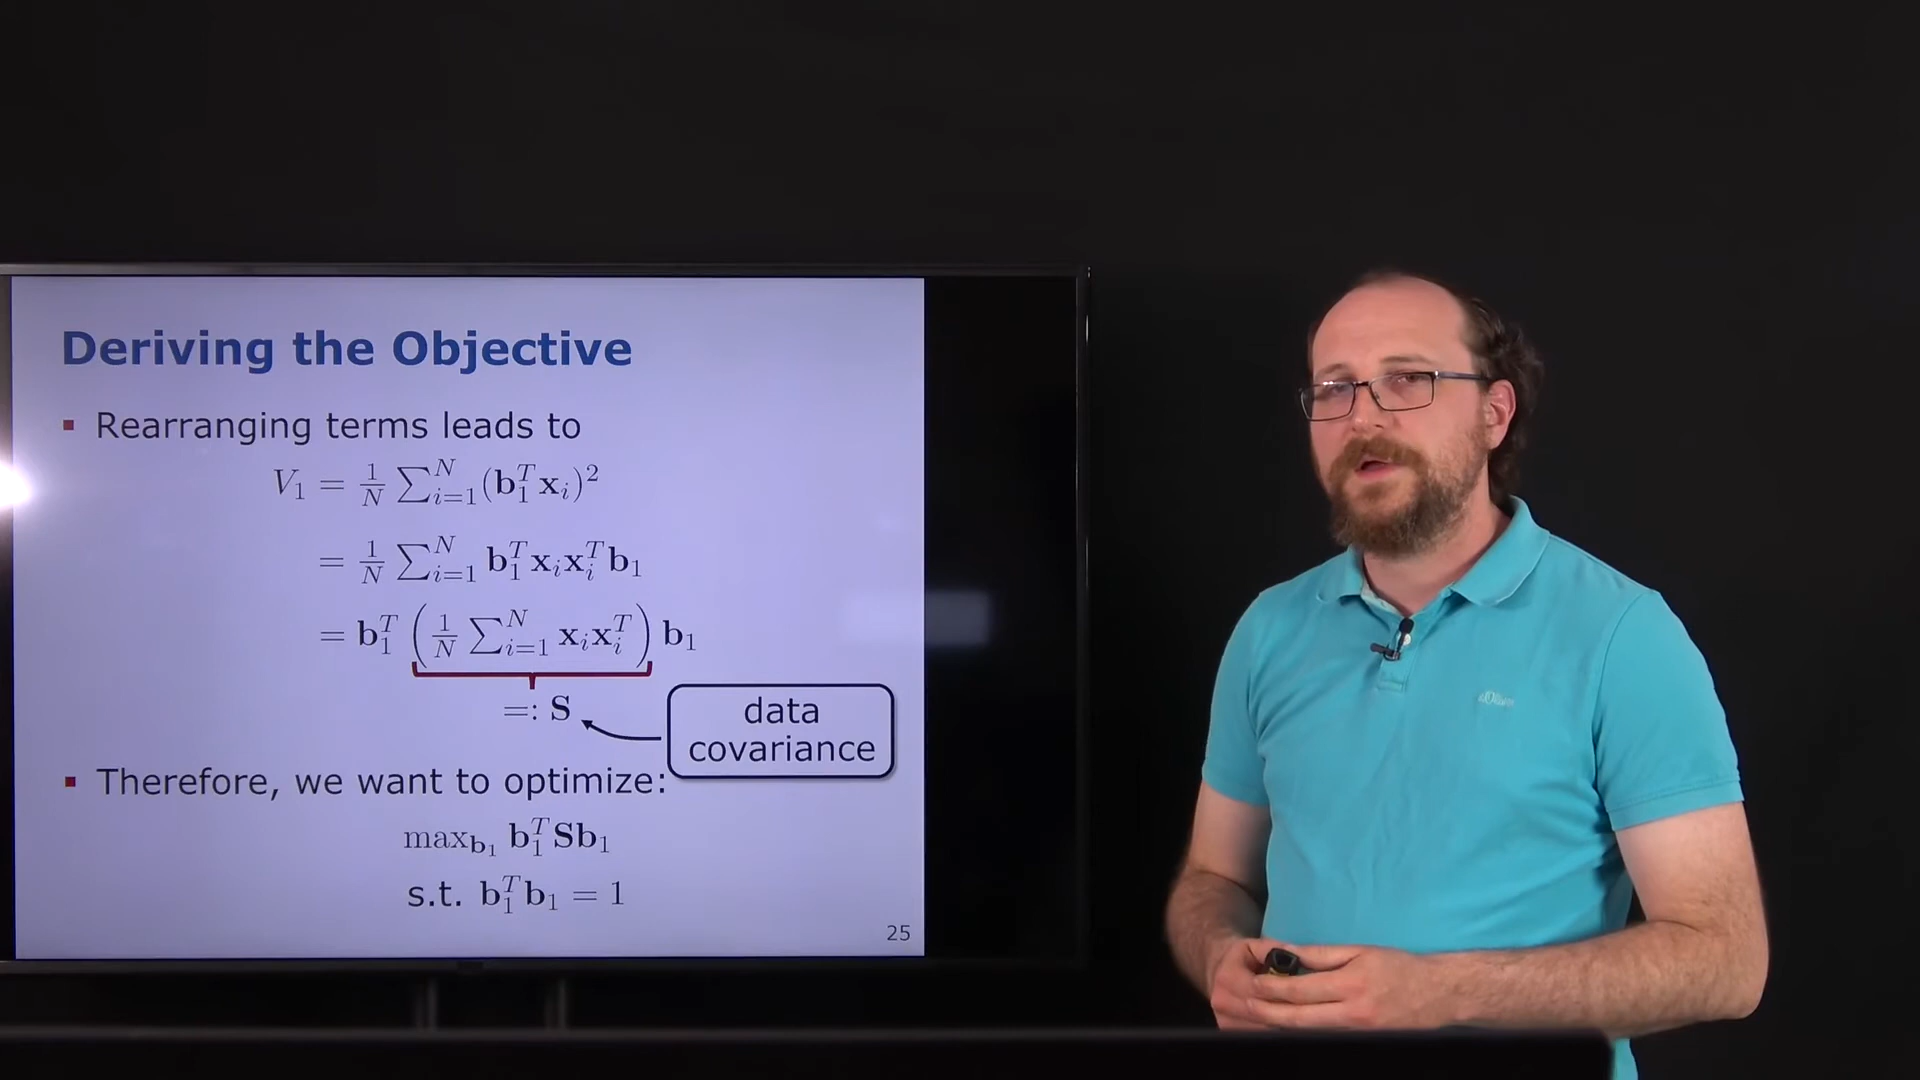 Deriving the Objective
▪ Rearranging terms leads to
V₁ = 1/N ∑ᵢ₌₁ᴺ (b₁ᵀxᵢ)²
= 1/N ∑ᵢ₌₁ᴺ b₁ᵀxᵢxᵢᵀb₁
= b₁ᵀ (1/N ∑ᵢ₌₁ᴺ xᵢxᵢᵀ) b₁
=: S
data
covariance
▪ Therefore, we want to optimize:
max_b₁ b₁ᵀSb₁
s.t. b₁ᵀb₁ = 1
25